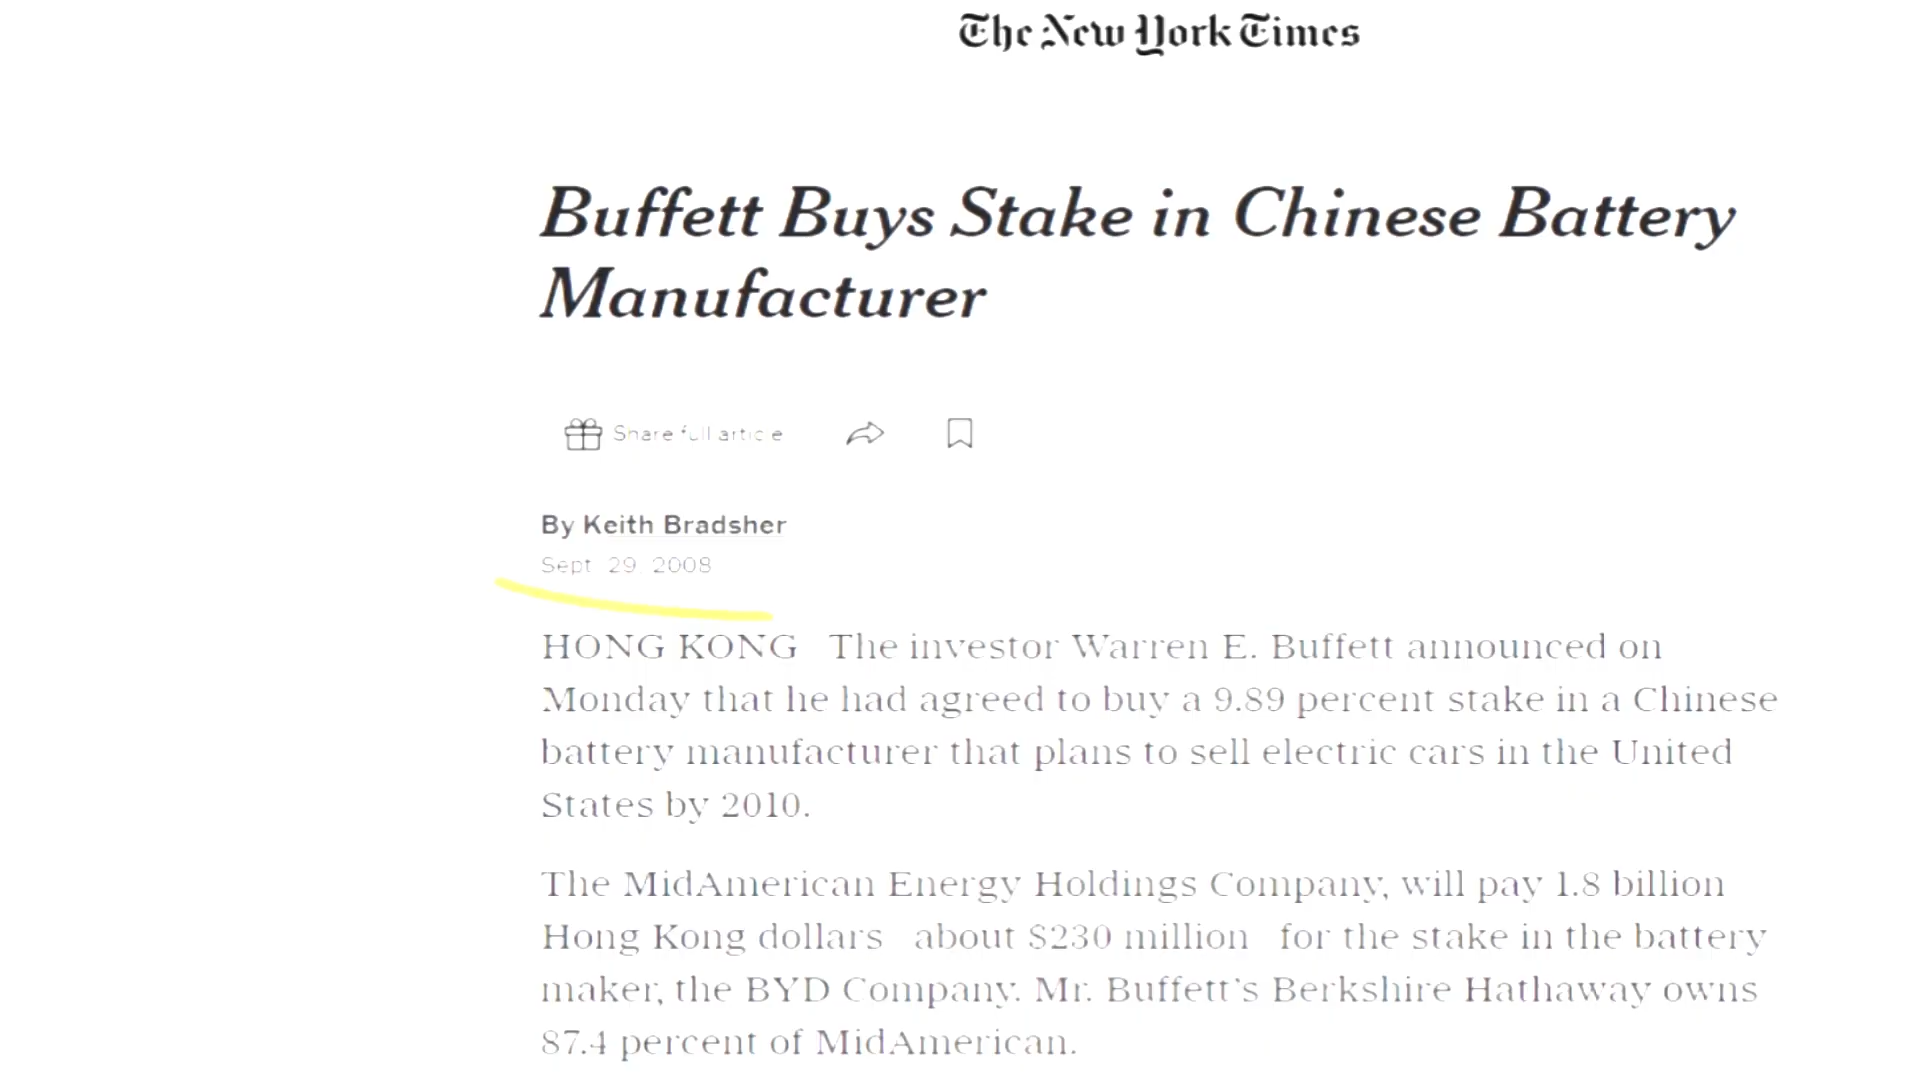 The New York Times
Buffett Buys Stake in Chinese Battery
Manufacturer
Share full article
By Keith Bradsher
Sept. 29, 2008
HONG KONG The investor Warren E. Buffett announced on
Monday that he had agreed to buy a 9.89 percent stake in a Chinese
battery manufacturer that plans to sell electric cars in the United
States by 2010.
The MidAmerican Energy Holdings Company, will pay 1.8 billion
Hong Kong dollars about $230 million for the stake in the battery
maker, the BYD Company. Mr. Buffett’s Berkshire Hathaway owns
87.4 percent of MidAmerican.